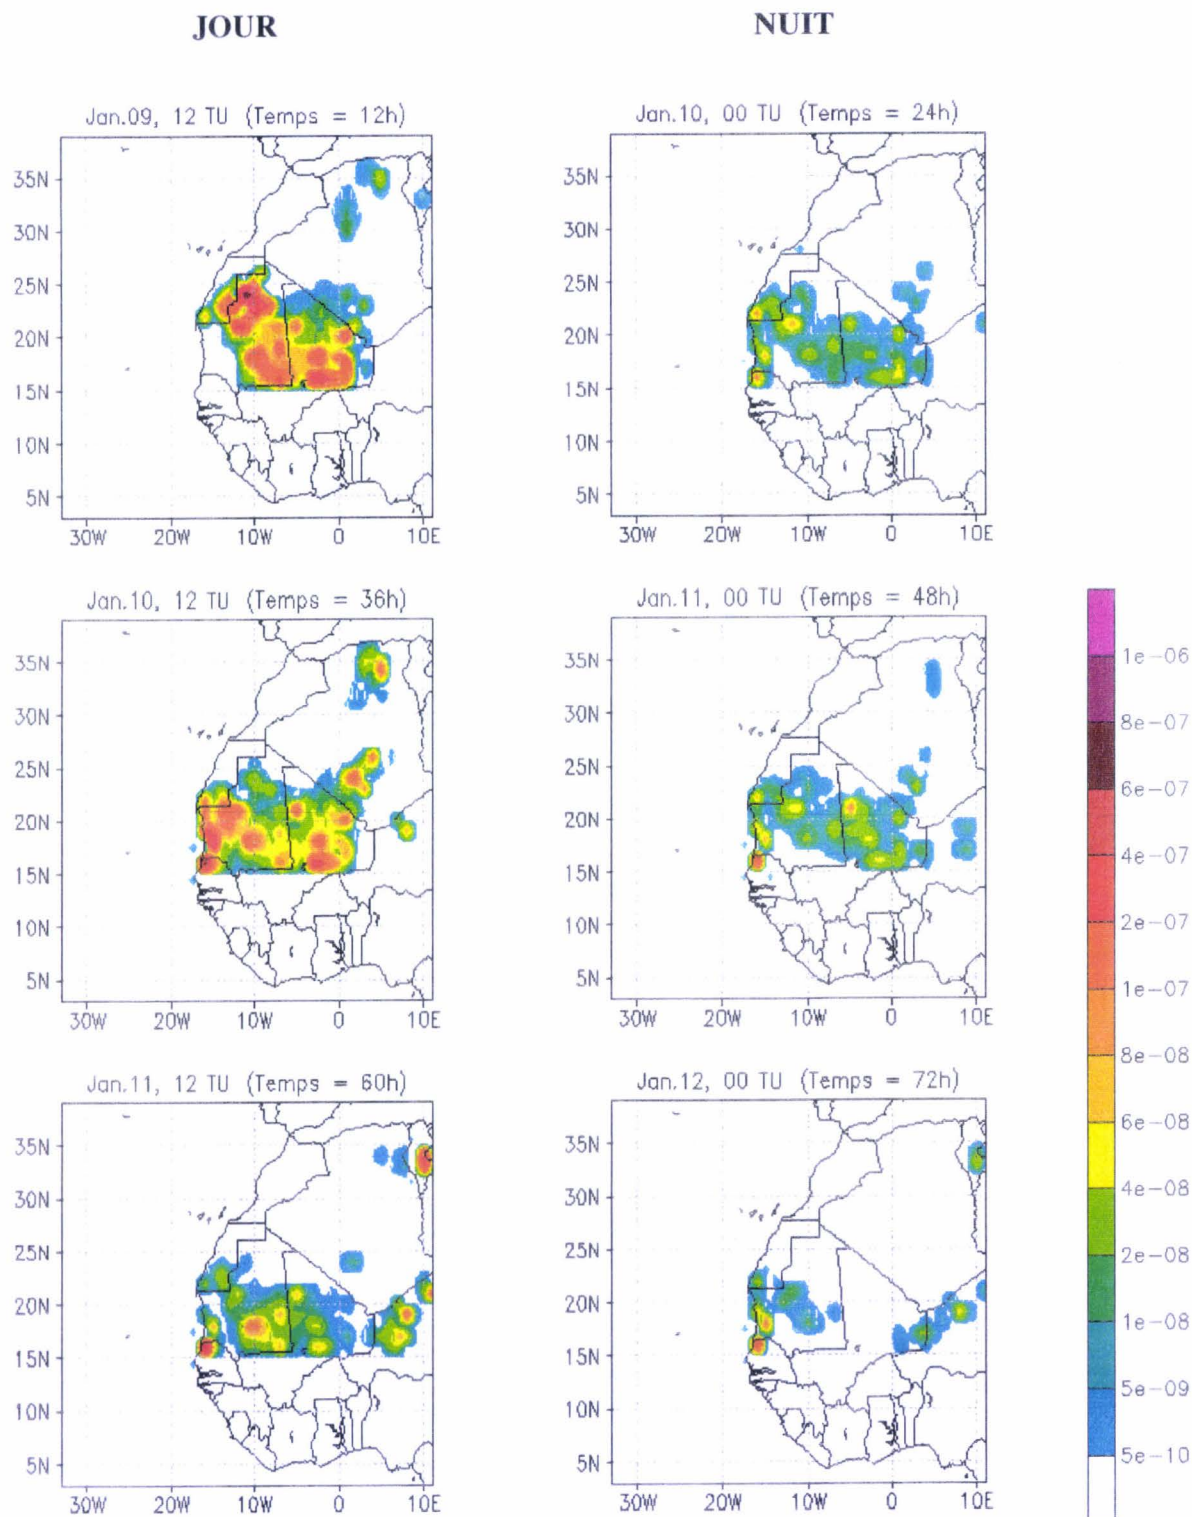 JOUR
NUIT
Jan.09, 12 TU (Temps = 12h)
35N
30N
25N
20N
15N
10N
5N
30W 20W 10W 0 10E
Jan.10, 00 TU (Temps = 24h)
35N
30N
25N
20N
15N
10N
5N
30W 20W 10W 0 10E
Jan.10, 12 TU (Temps = 36h)
35N
30N
25N
20N
15N
10N
5N
30W 20W 10W 0 10E
Jan.11, 00 TU (Temps = 48h)
35N
30N
25N
20N
15N
10N
5N
30W 20W 10W 0 10E
Jan.11, 12 TU (Temps = 60h)
35N
30N
25N
20N
15N
10N
5N
30W 20W 10W 0 10E
Jan.12, 00 TU (Temps = 72h)
35N
30N
25N
20N
15N
10N
5N
30W 20W 10W 0 10E
1e-06
8e-07
6e-07
4e-07
2e-07
1e-07
8e-08
6e-08
4e-08
2e-08
1e-08
5e-09
5e-10